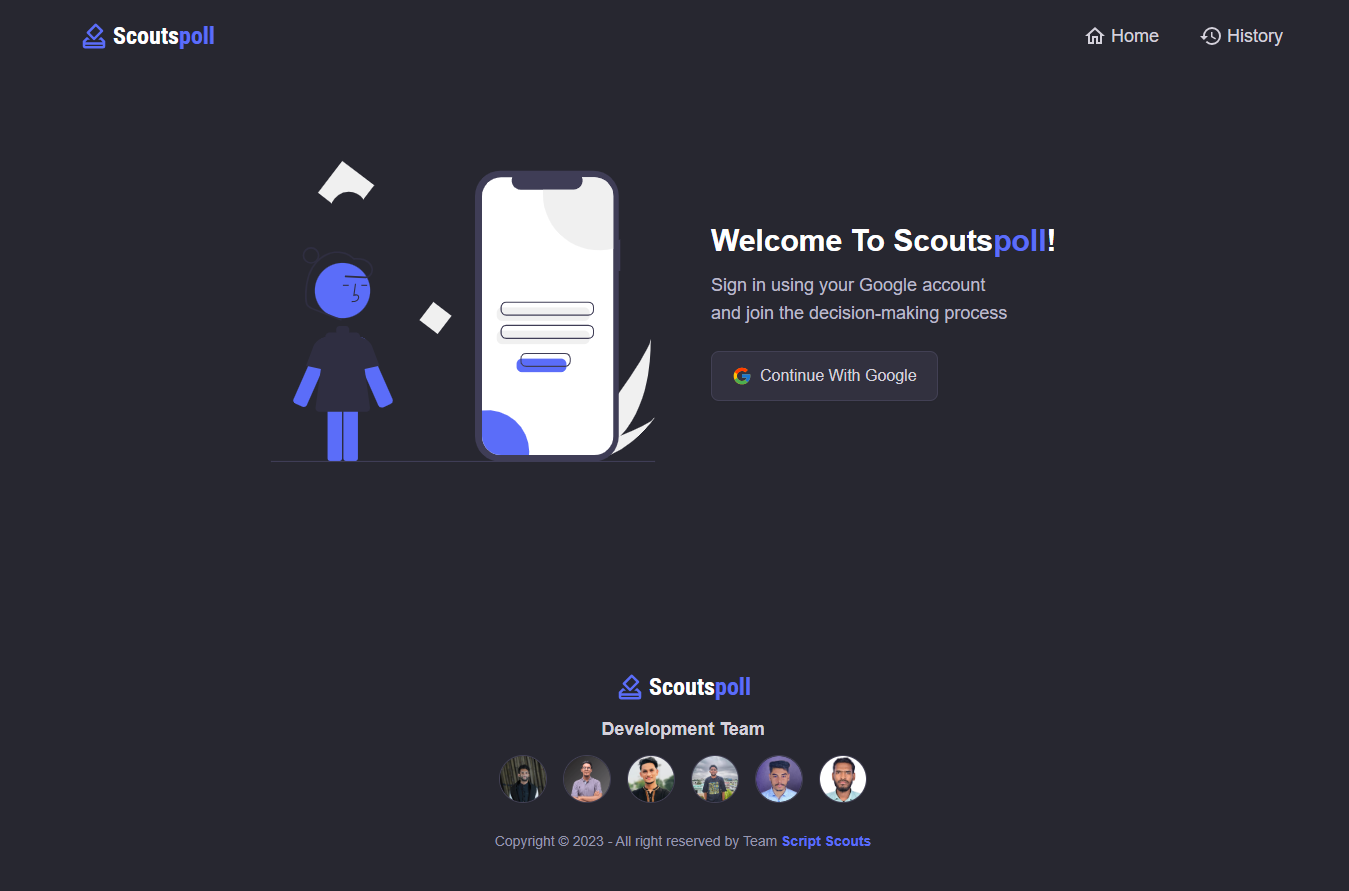 Scoutspoll
Home
History
Welcome To Scoutspoll!
Sign in using your Google account
and join the decision-making process
Continue With Google
Scoutspoll
Development Team
Copyright © 2023 - All right reserved by Team Script Scouts